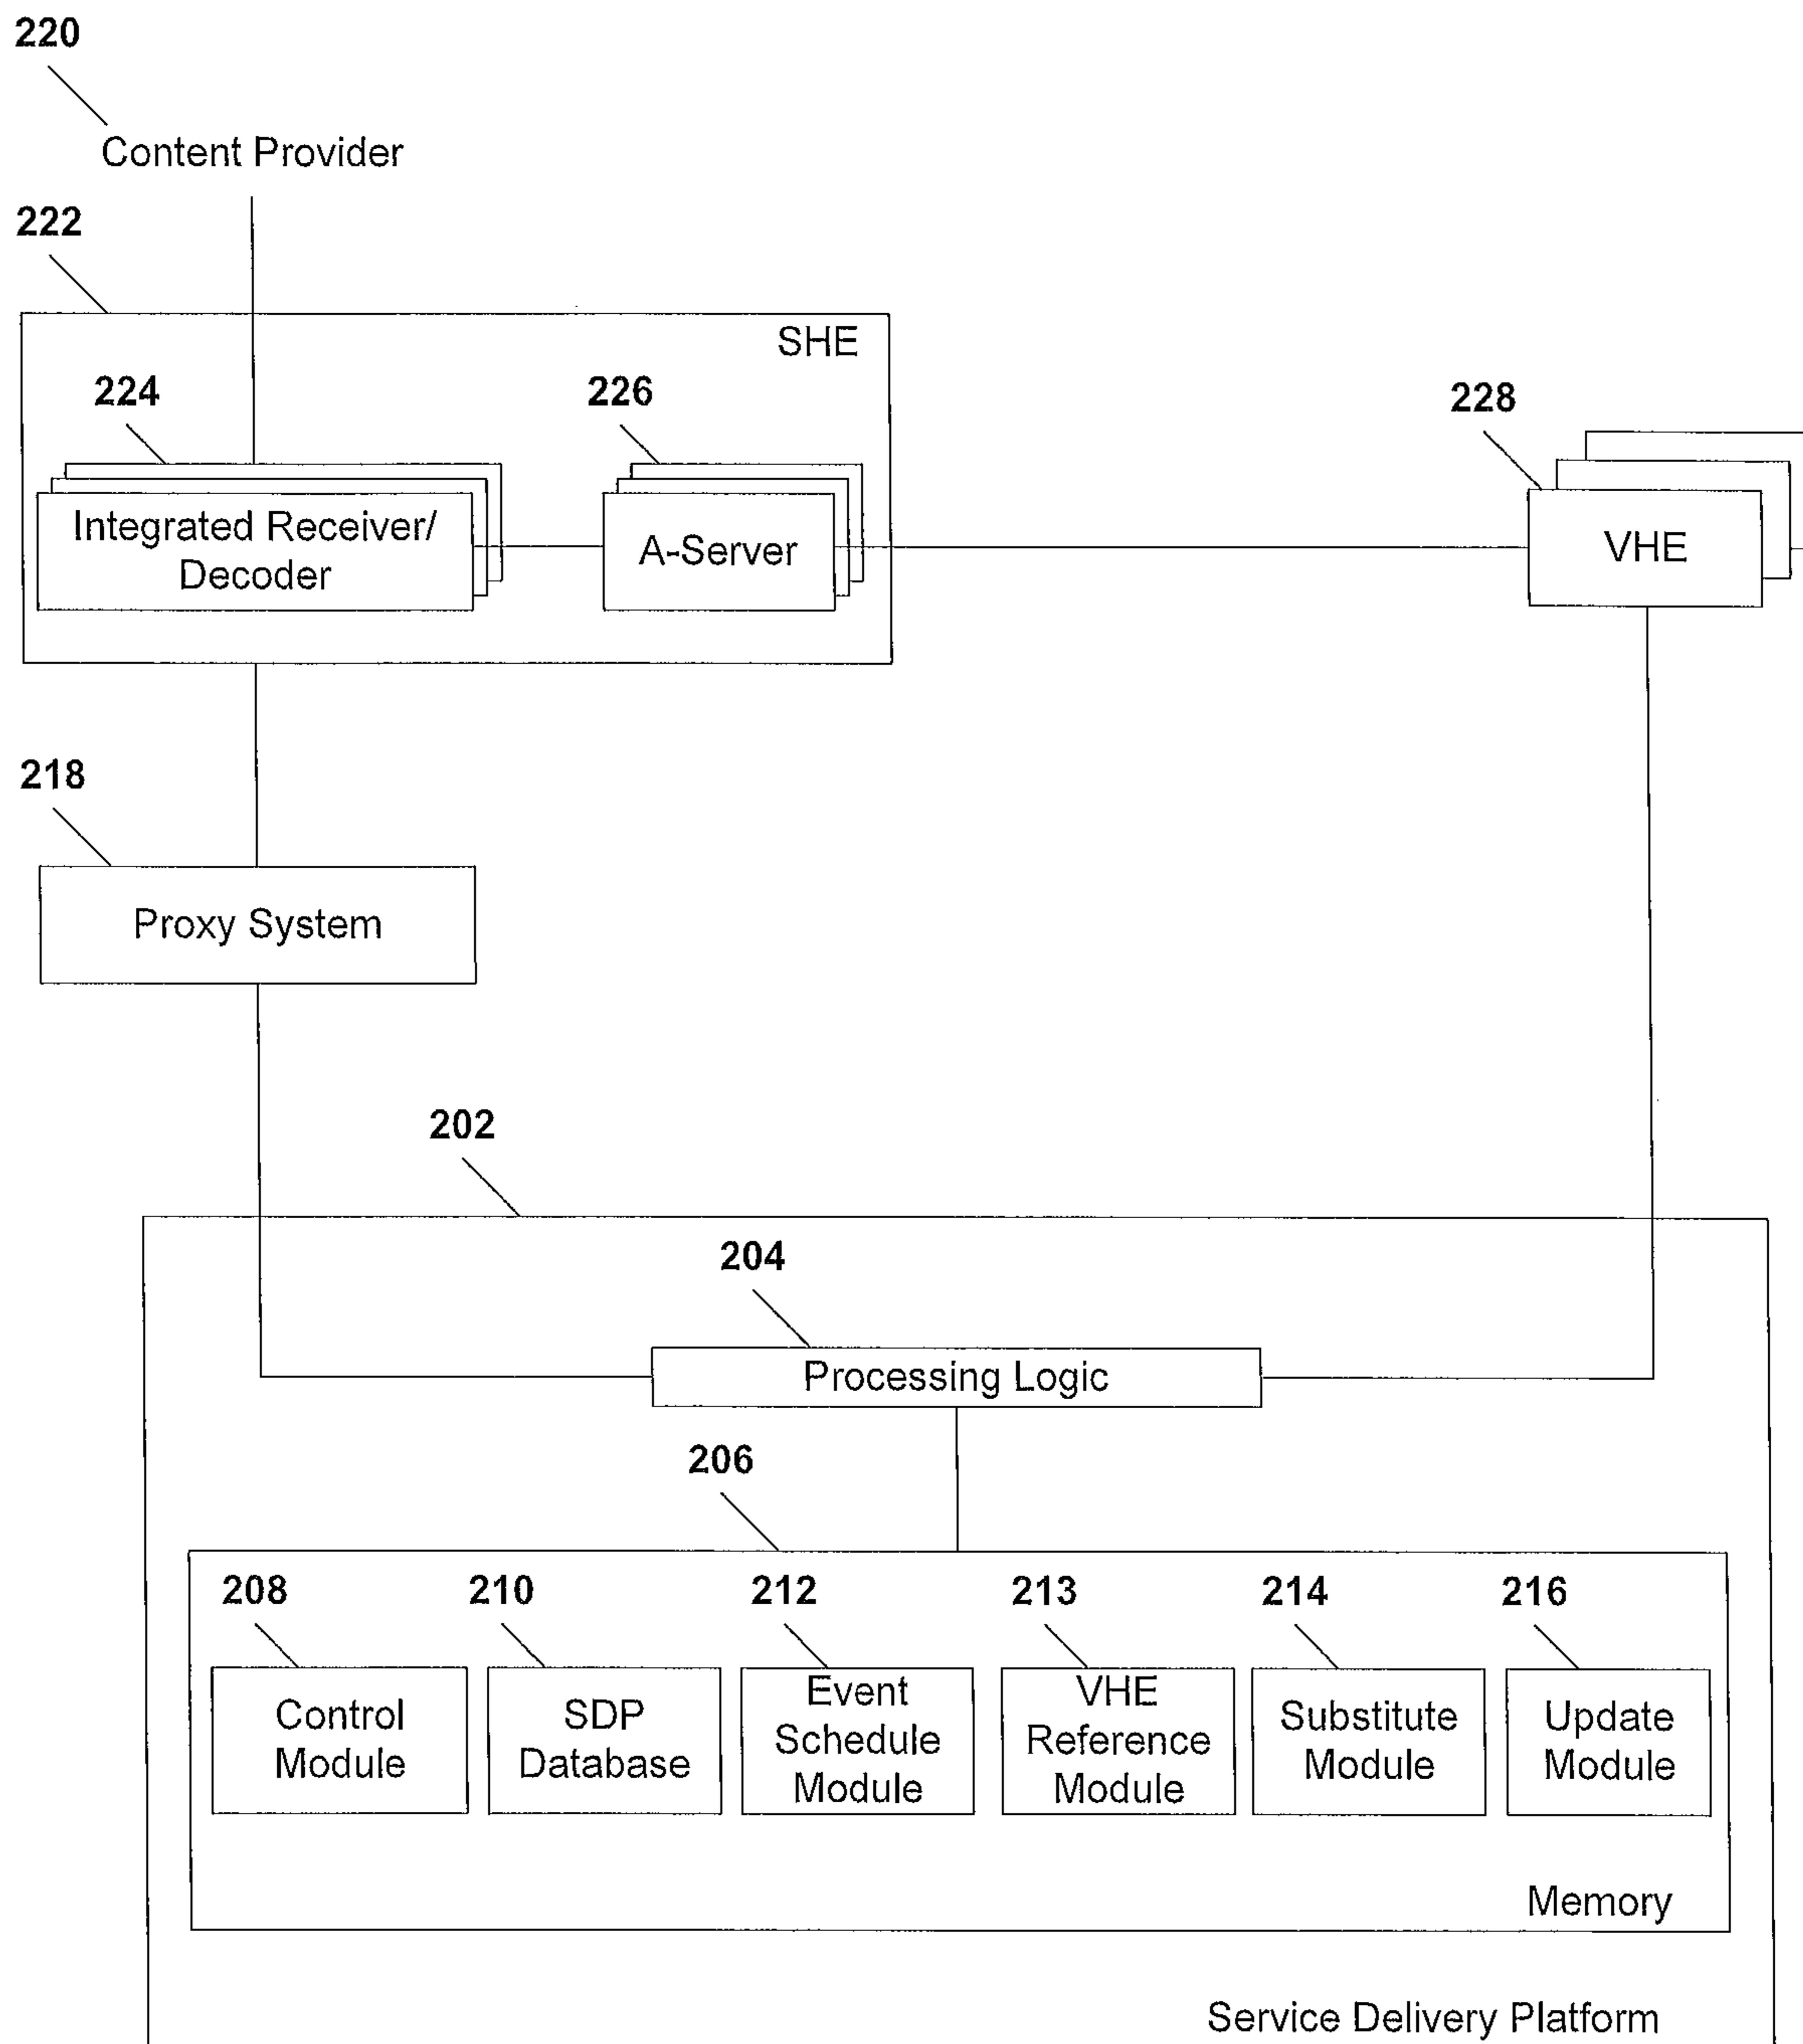 220
Content Provider
222
SHE
224
226
228
Integrated Receiver/
Decoder
A-Server
VHE
218
Proxy System
202
204
Processing Logic
206
208
210
212
213
214
216
Control
Module
SDP
Database
Event
Schedule
Module
VHE
Reference
Module
Substitute
Module
Update
Module
Memory
Service Delivery Platform